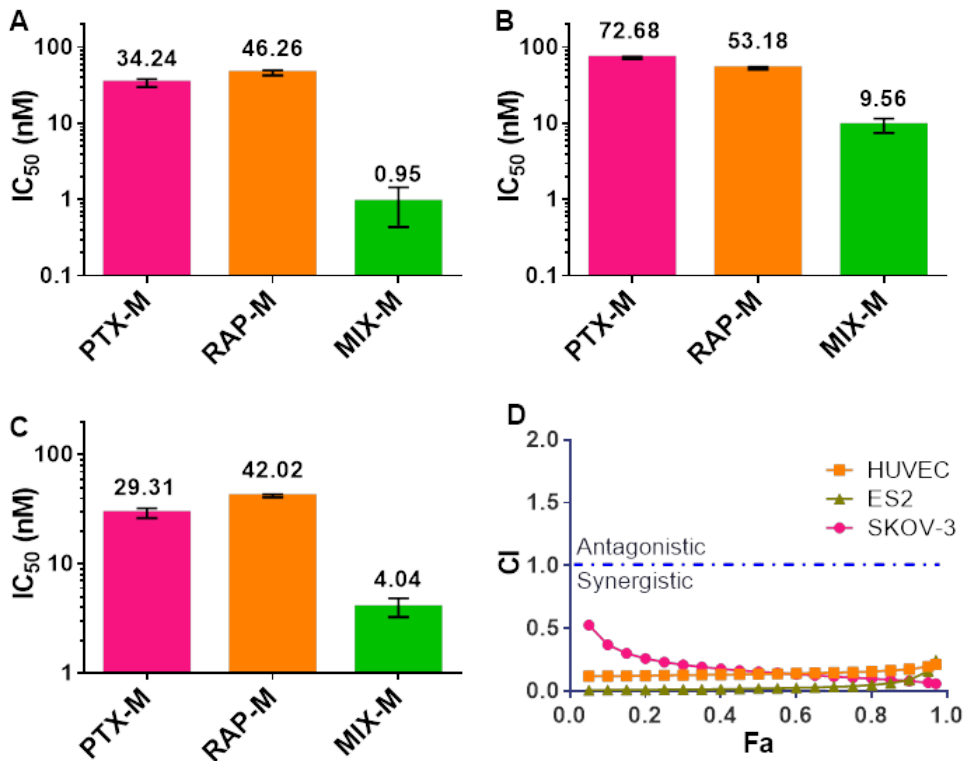 A
100
10
1
0.1
IC50 (nM)
34.24
46.26
0.95
PTX-M
RAP-M
MIX-M
B
100
10
1
0.1
IC50 (nM)
72.68
53.18
9.56
PTX-M
RAP-M
MIX-M
C
100
10
1
IC50 (nM)
29.31
42.02
4.04
PTX-M
RAP-M
MIX-M
D
2.0
1.5
1.0
0.5
0.0
CI
HUVEC
ES2
SKOV-3
Antagonistic
Synergistic
0.0 0.2 0.4 0.6 0.8 1.0
Fa